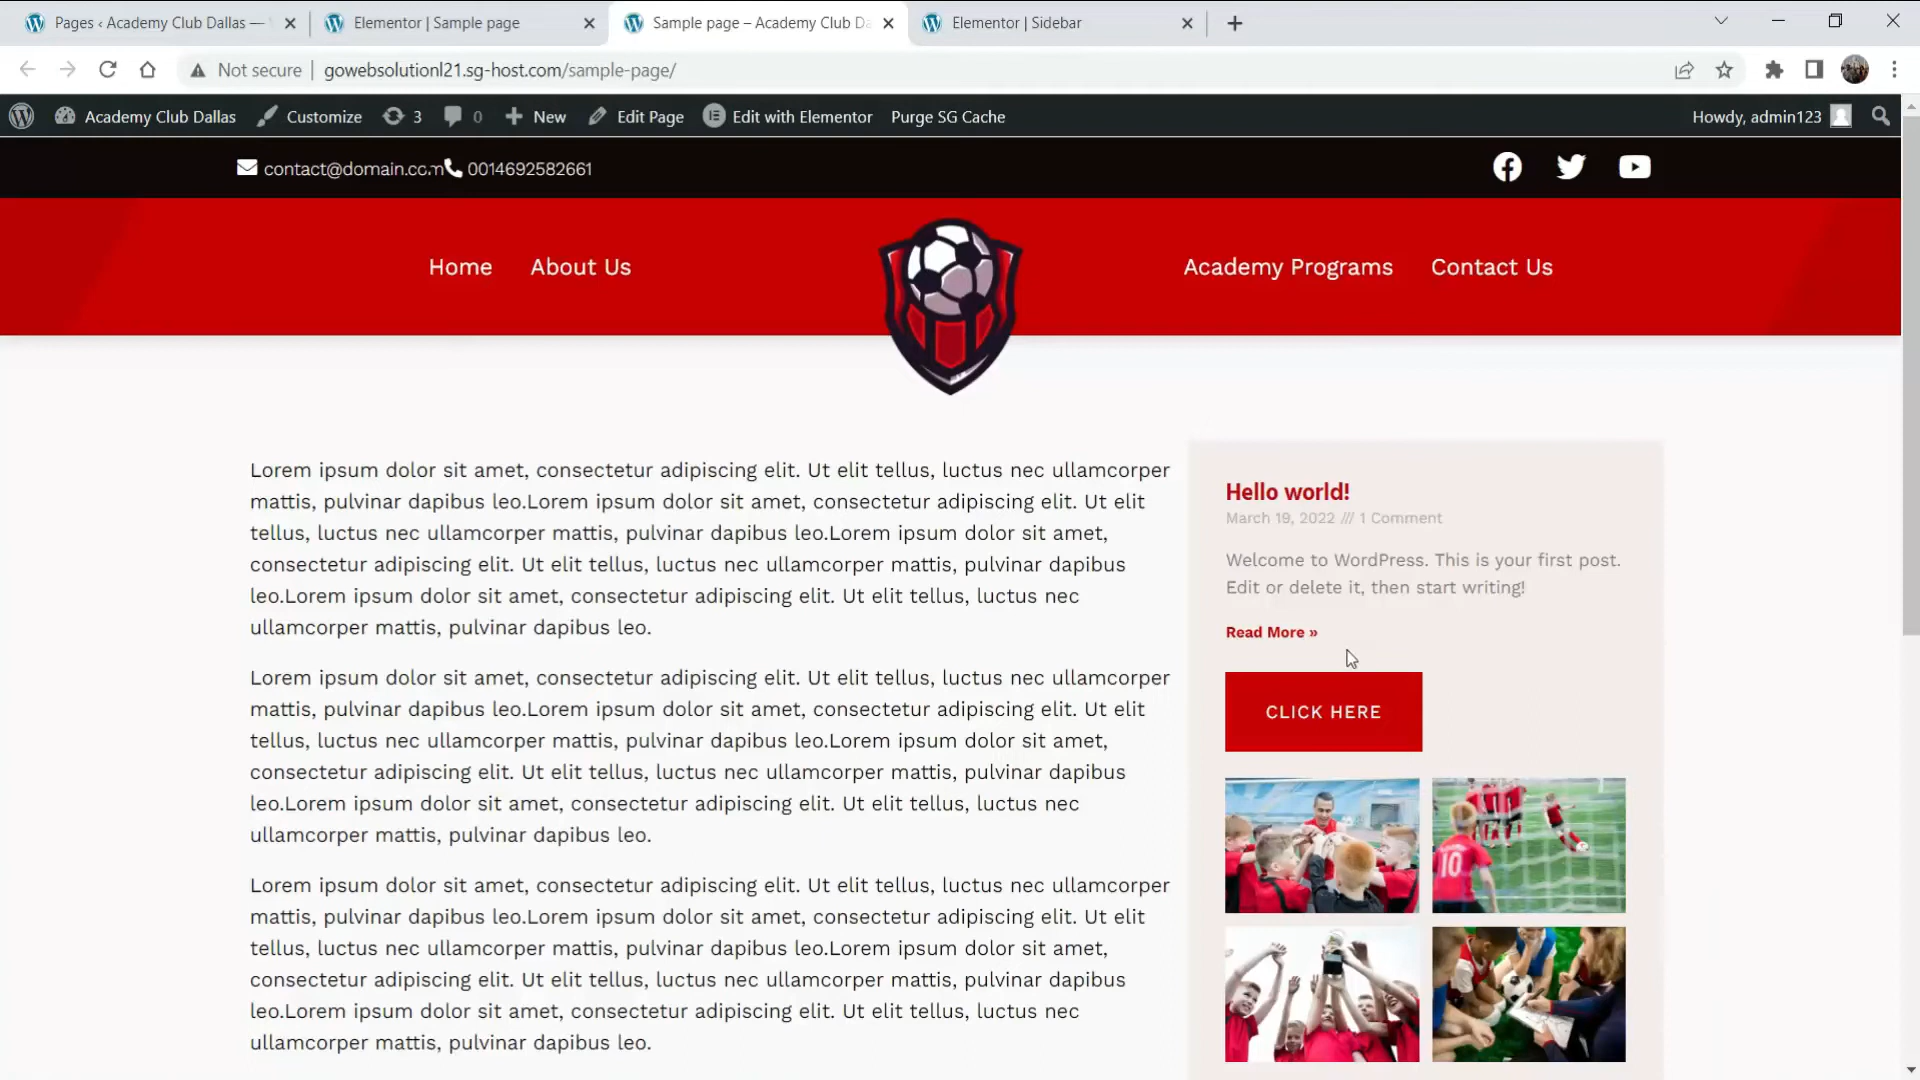 Pages ‹ Academy Club Dallas —
Elementor | Sample page
Sample page – Academy Club Da
Elementor | Sidebar
Not secure
gowebsolutionl21.sg-host.com/sample-page/
Academy Club Dallas
Customize
3
0
New
Edit Page
Edit with Elementor
Purge SG Cache
Howdy, admin123
contact@domain.com
0014692582661
Home
About Us
Academy Programs
Contact Us
Lorem ipsum dolor sit amet, consectetur adipiscing elit. Ut elit tellus, luctus nec ullamcorper
mattis, pulvinar dapibus leo.Lorem ipsum dolor sit amet, consectetur adipiscing elit. Ut elit
tellus, luctus nec ullamcorper mattis, pulvinar dapibus leo.Lorem ipsum dolor sit amet,
consectetur adipiscing elit. Ut elit tellus, luctus nec ullamcorper mattis, pulvinar dapibus
leo.Lorem ipsum dolor sit amet, consectetur adipiscing elit. Ut elit tellus, luctus nec
ullamcorper mattis, pulvinar dapibus leo.
Lorem ipsum dolor sit amet, consectetur adipiscing elit. Ut elit tellus, luctus nec ullamcorper
mattis, pulvinar dapibus leo.Lorem ipsum dolor sit amet, consectetur adipiscing elit. Ut elit
tellus, luctus nec ullamcorper mattis, pulvinar dapibus leo.Lorem ipsum dolor sit amet,
consectetur adipiscing elit. Ut elit tellus, luctus nec ullamcorper mattis, pulvinar dapibus
leo.Lorem ipsum dolor sit amet, consectetur adipiscing elit. Ut elit tellus, luctus nec
ullamcorper mattis, pulvinar dapibus leo.
Lorem ipsum dolor sit amet, consectetur adipiscing elit. Ut elit tellus, luctus nec ullamcorper
mattis, pulvinar dapibus leo.Lorem ipsum dolor sit amet, consectetur adipiscing elit. Ut elit
tellus, luctus nec ullamcorper mattis, pulvinar dapibus leo.Lorem ipsum dolor sit amet,
consectetur adipiscing elit. Ut elit tellus, luctus nec ullamcorper mattis, pulvinar dapibus
leo.Lorem ipsum dolor sit amet, consectetur adipiscing elit. Ut elit tellus, luctus nec
ullamcorper mattis, pulvinar dapibus leo.
Hello world!
March 19, 2022 /// 1 Comment
Welcome to WordPress. This is your first post.
Edit or delete it, then start writing!
Read More »
CLICK HERE
10